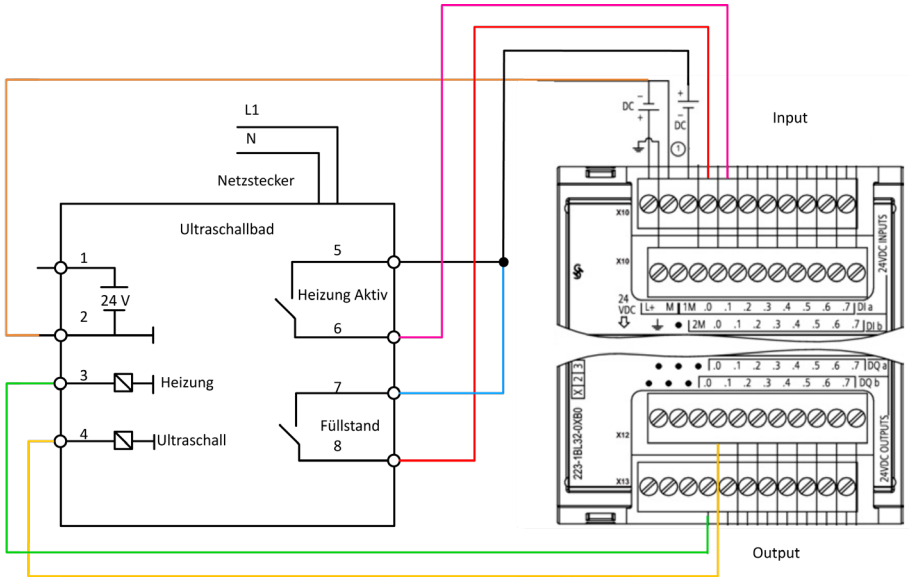 L1
N
Netzstecker
Ultraschallbad
1
24 V
2
3
Heizung
4
Ultraschall
5
Heizung Aktiv
6
7
Füllstand
8
Input
−
DC
+
+
DC
−
1
X10
X10
24VDC INPUTS
24
VDC
L+ M 1M .0 .1 .2 .3 .4 .5 .6 .7 DI a
2M .0 .1 .2 .3 .4 .5 .6 .7 DI b
.0 .1 .2 .3 .4 .5 .6 .7 DQ a
.0 .1 .2 .3 .4 .5 .6 .7 DQ b
X 2 3
223-1BL32-0XB0
X12
X13
24VDC OUTPUTS
Output